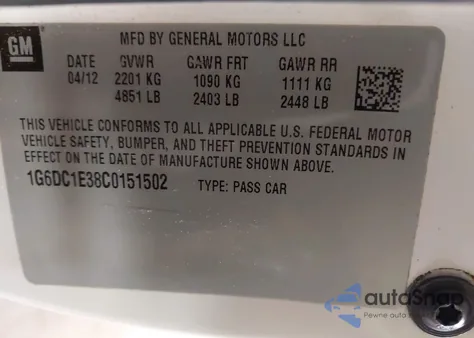 GM
MFD BY GENERAL MOTORS LLC
DATE GVWR GAWR FRT GAWR RR
04/12 2201 KG 1090 KG 1111 KG
4851 LB 2403 LB 2448 LB
THIS VEHICLE CONFORMS TO ALL APPLICABLE U.S. FEDERAL MOTOR
VEHICLE SAFETY, BUMPER, AND THEFT PREVENTION STANDARDS IN
EFFECT ON THE DATE OF MANUFACTURE SHOWN ABOVE.
1G6DC1E38C0151502 TYPE: PASS CAR
autoSnap
Pewne auto